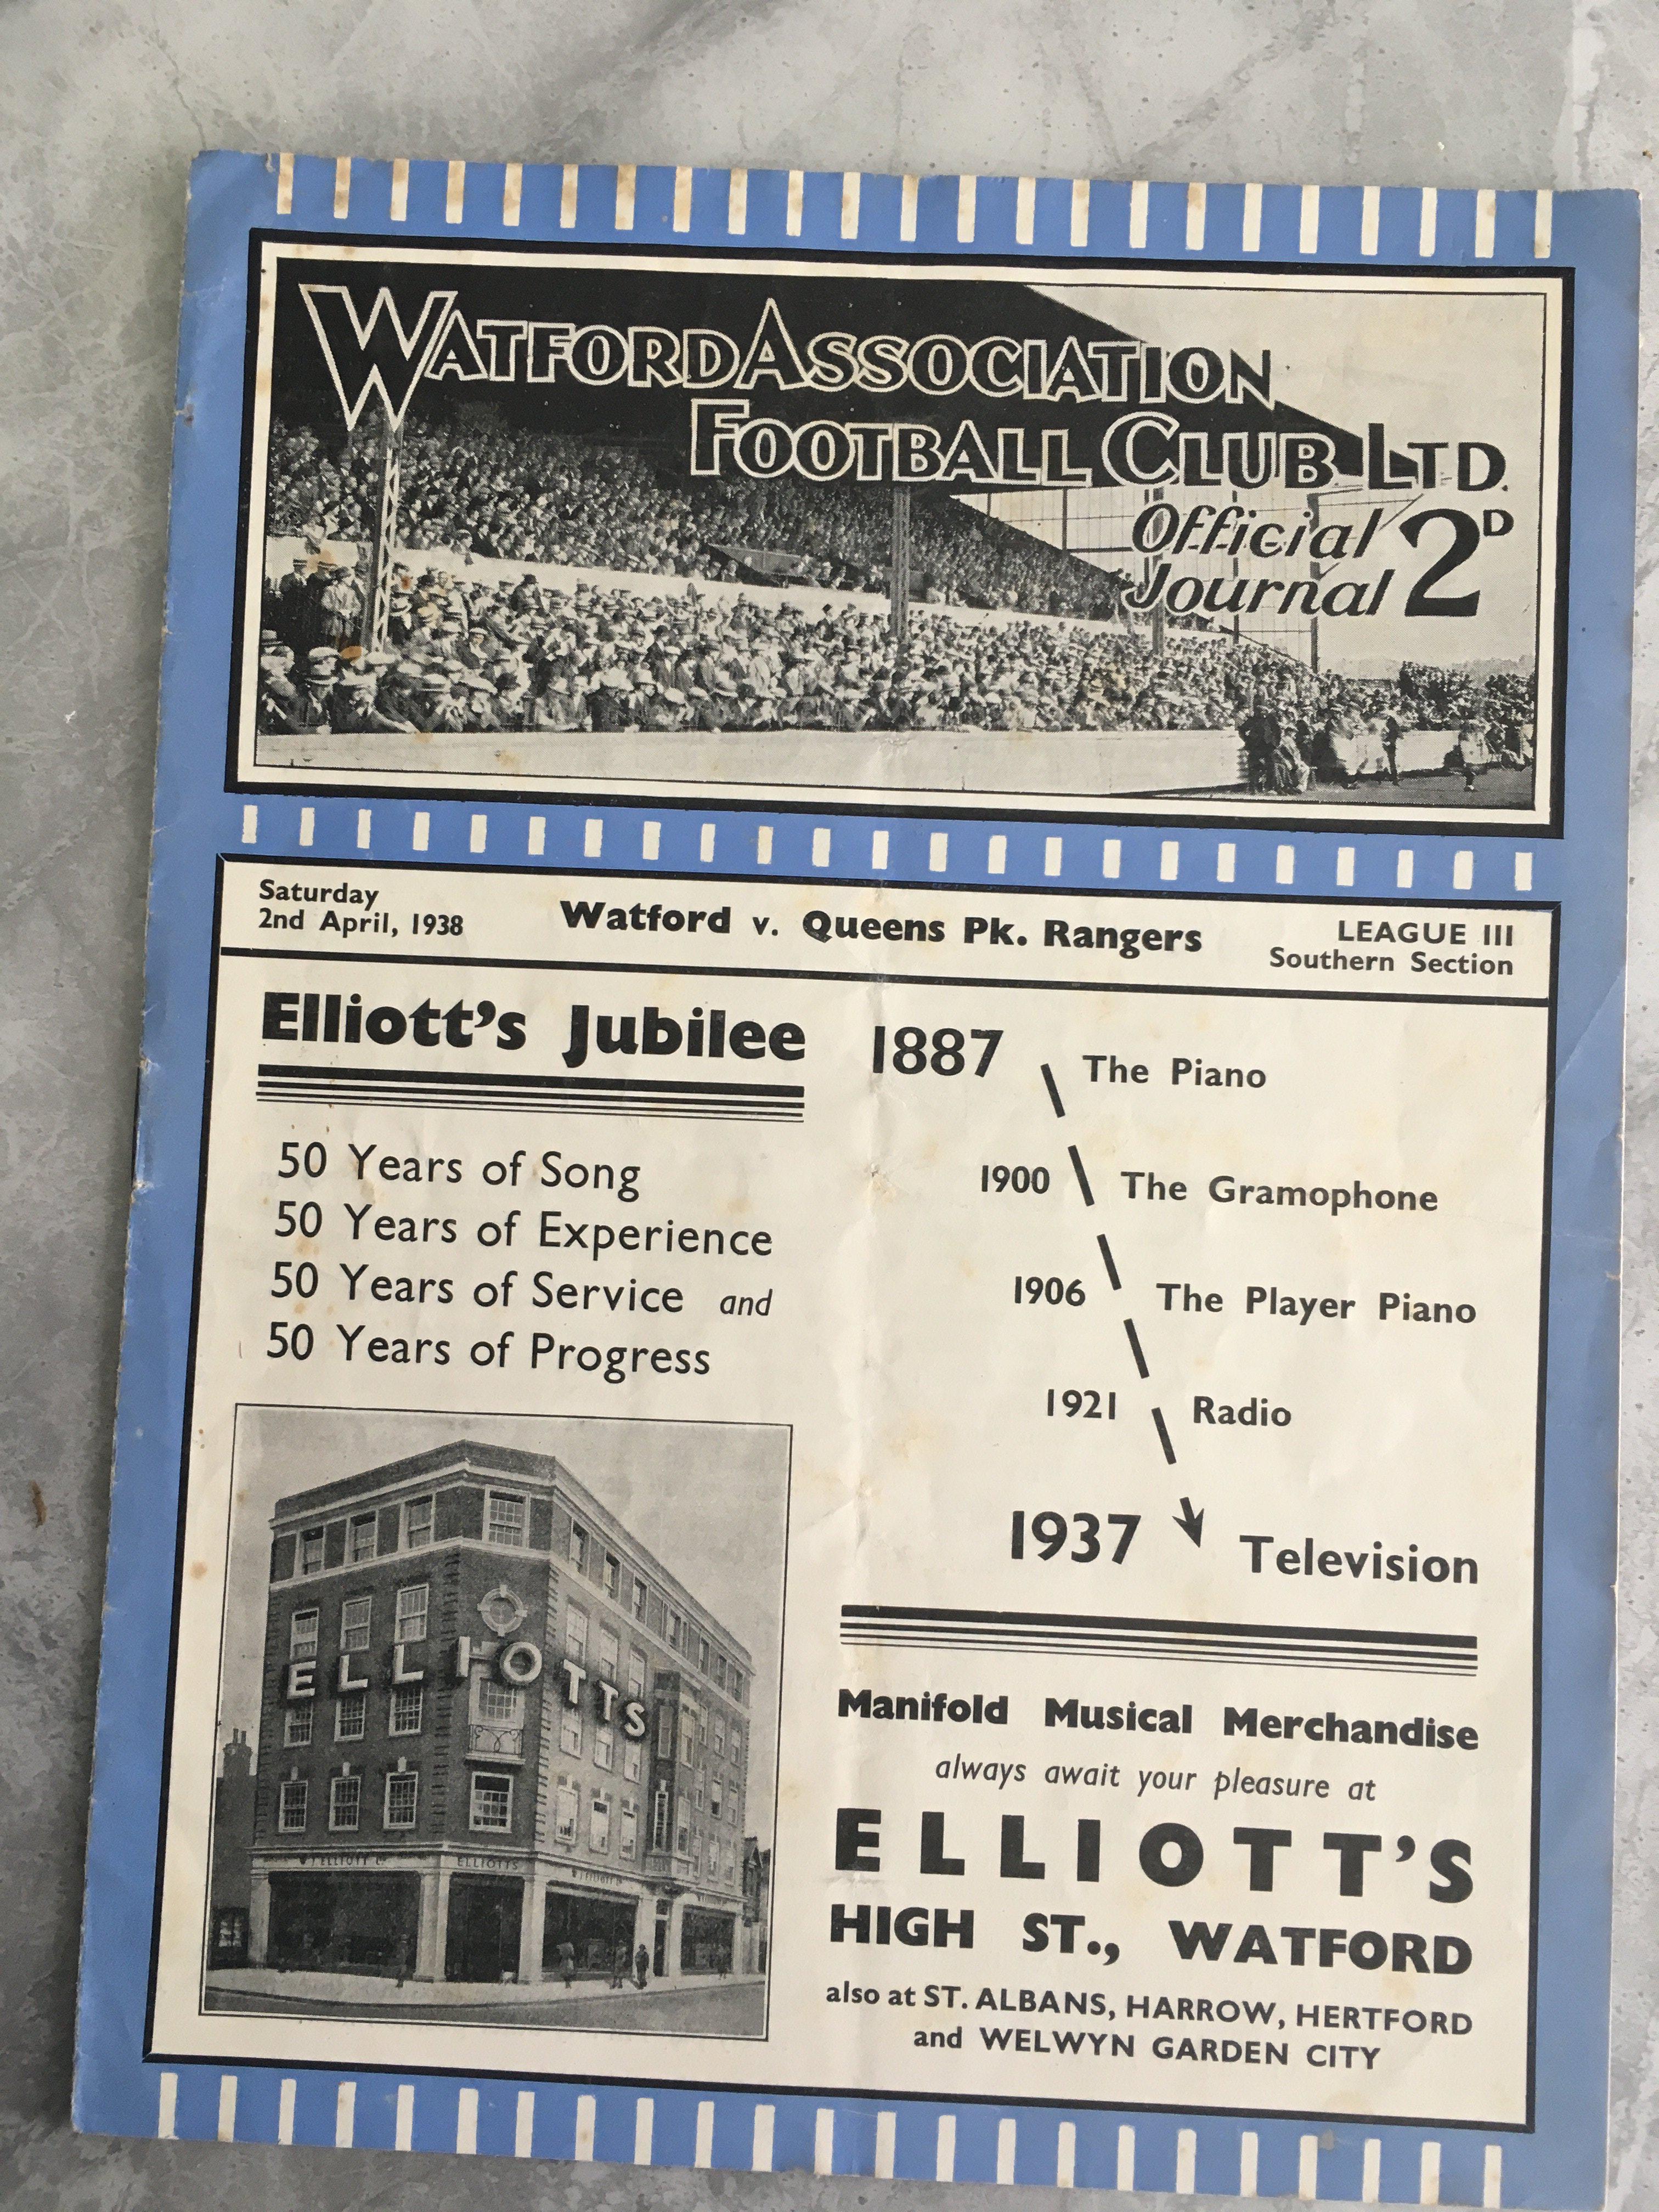 WATFORD ASSOCIATION
FOOTBALL CLUB LTD.
Official
Journal 2D
Saturday
2nd April, 1938
Watford v. Queens Pk. Rangers
LEAGUE III
Southern Section
Elliott's Jubilee
50 Years of Song
50 Years of Experience
50 Years of Service and
50 Years of Progress
1887 The Piano
1900 The Gramophone
1906 The Player Piano
1921 Radio
1937 Television
ELLIOTTS
W J ELLIOTT LD
ELLIOTTS
Manifold Musical Merchandise
always await your pleasure at
ELLIOTT'S
HIGH ST., WATFORD
also at ST. ALBANS, HARROW, HERTFORD
and WELWYN GARDEN CITY